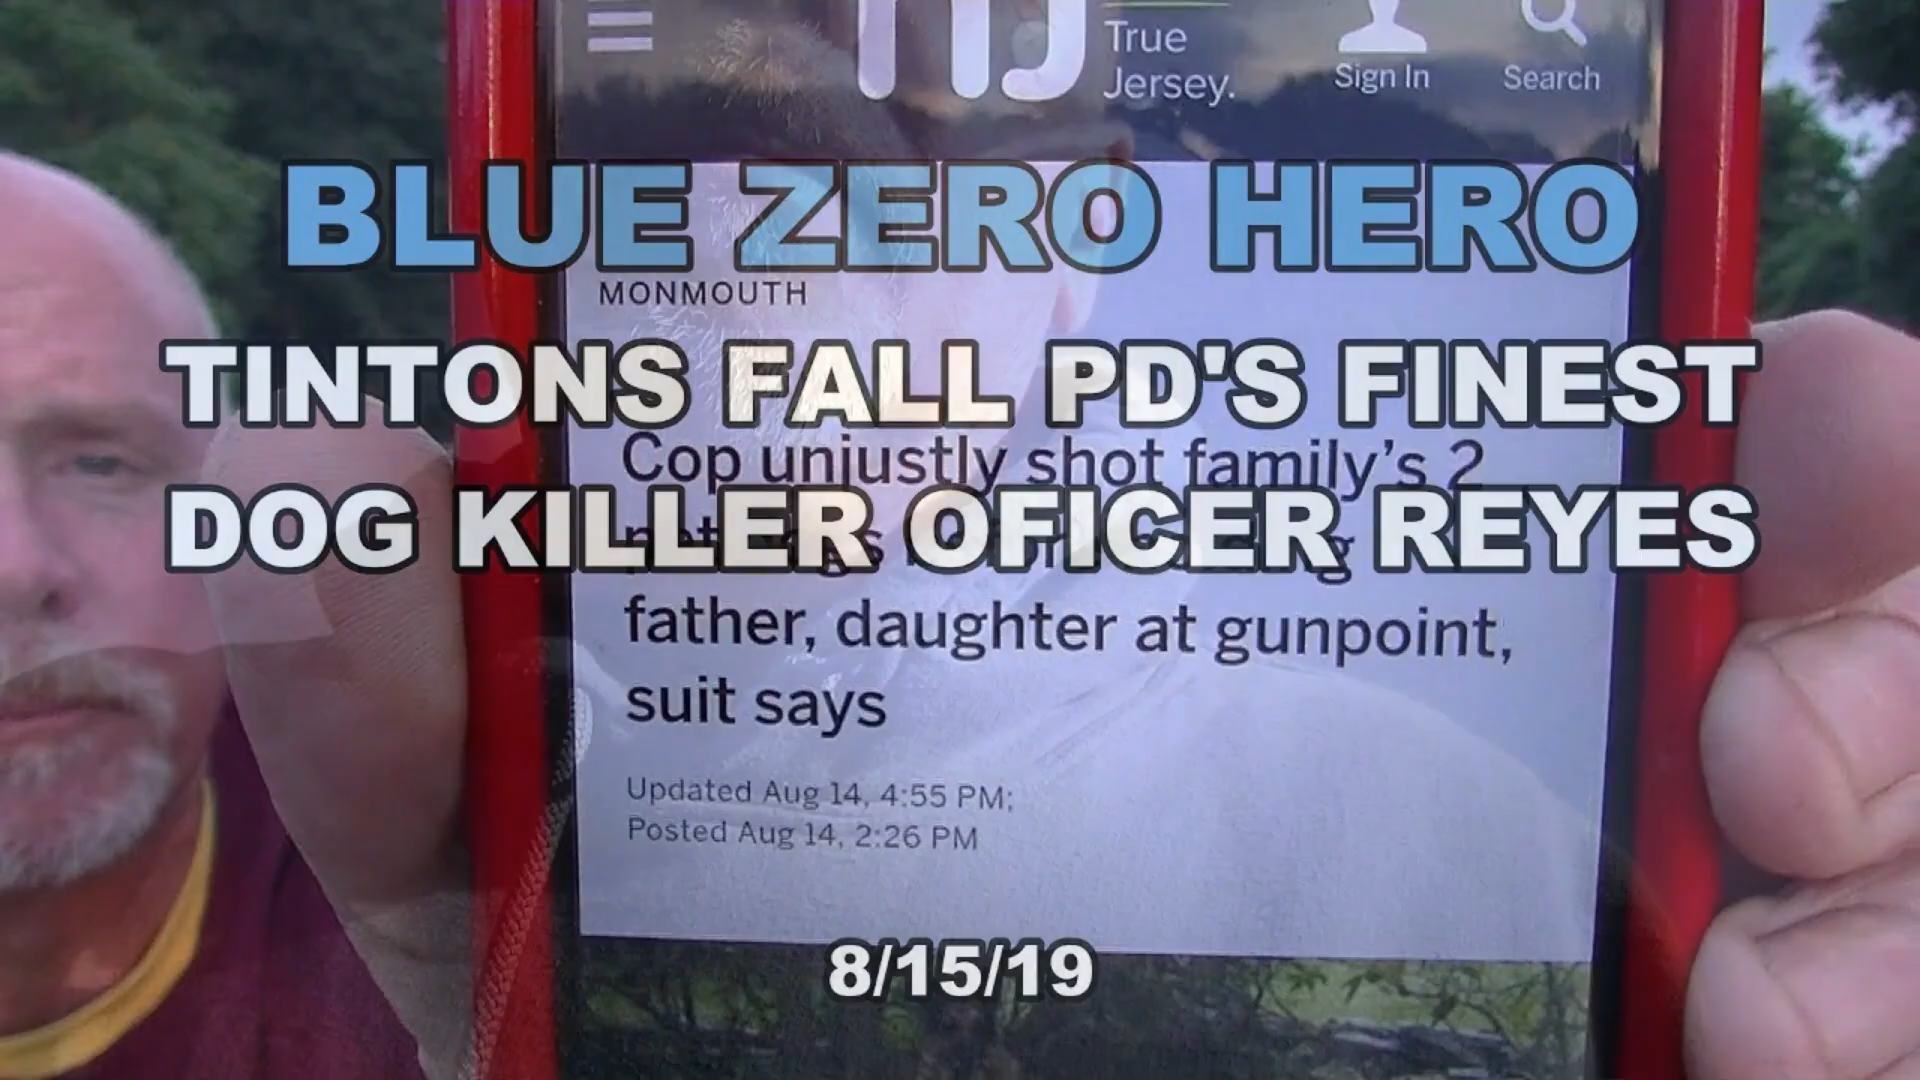 nj
True
Jersey.
Sign In
Search
BLUE ZERO HERO
MONMOUTH
TINTONS FALL PD'S FINEST
Cop unjustly shot family's 2
DOG KILLER OFICER REYES
father, daughter at gunpoint,
suit says
Updated Aug 14, 4:55 PM;
Posted Aug 14, 2:26 PM
8/15/19